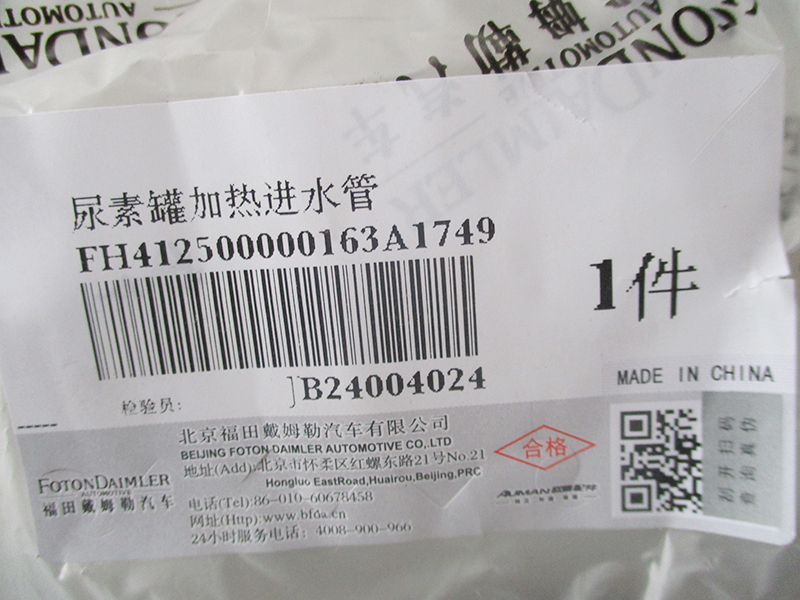 尿素罐加热进水管
FH412500000163A1749
1件
检验员:
JB24004024
MADE IN CHINA
北京福田戴姆勒汽车有限公司
BEIJING FOTON DAIMLER AUTOMOTIVE CO.,LTD
地址(Add):北京市怀柔区红螺东路21号No.21
Hongluo EastRoad,Huairou,Beijing,PRC
电话(Tel):86-010-60678458
网址(Http):www.bfda.cn
24小时服务电话: 4008-900-966
FOTONDAIMLER
AUTOMOTIVE
福田戴姆勒汽车
合格
AUMAN